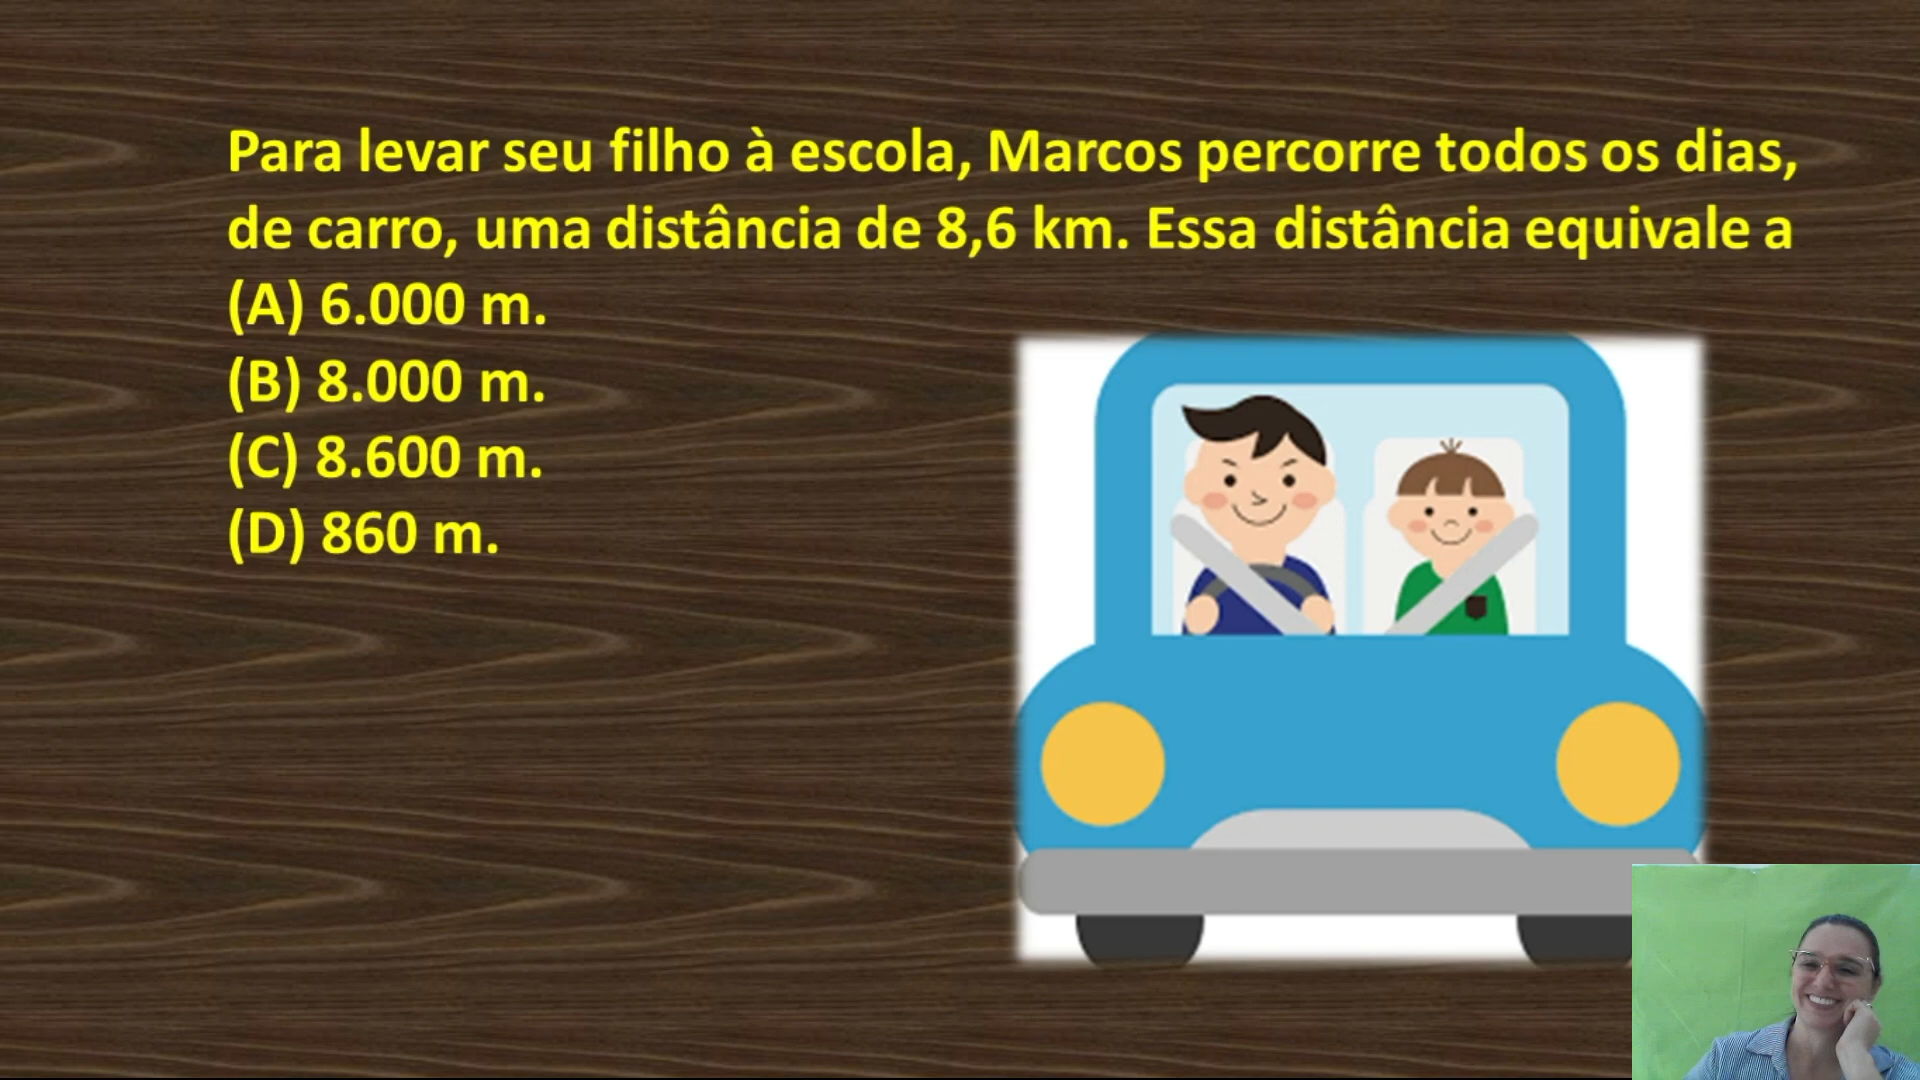 Para levar seu filho à escola, Marcos percorre todos os dias,
de carro, uma distância de 8,6 km. Essa distância equivale a
(A) 6.000 m.
(B) 8.000 m.
(C) 8.600 m.
(D) 860 m.